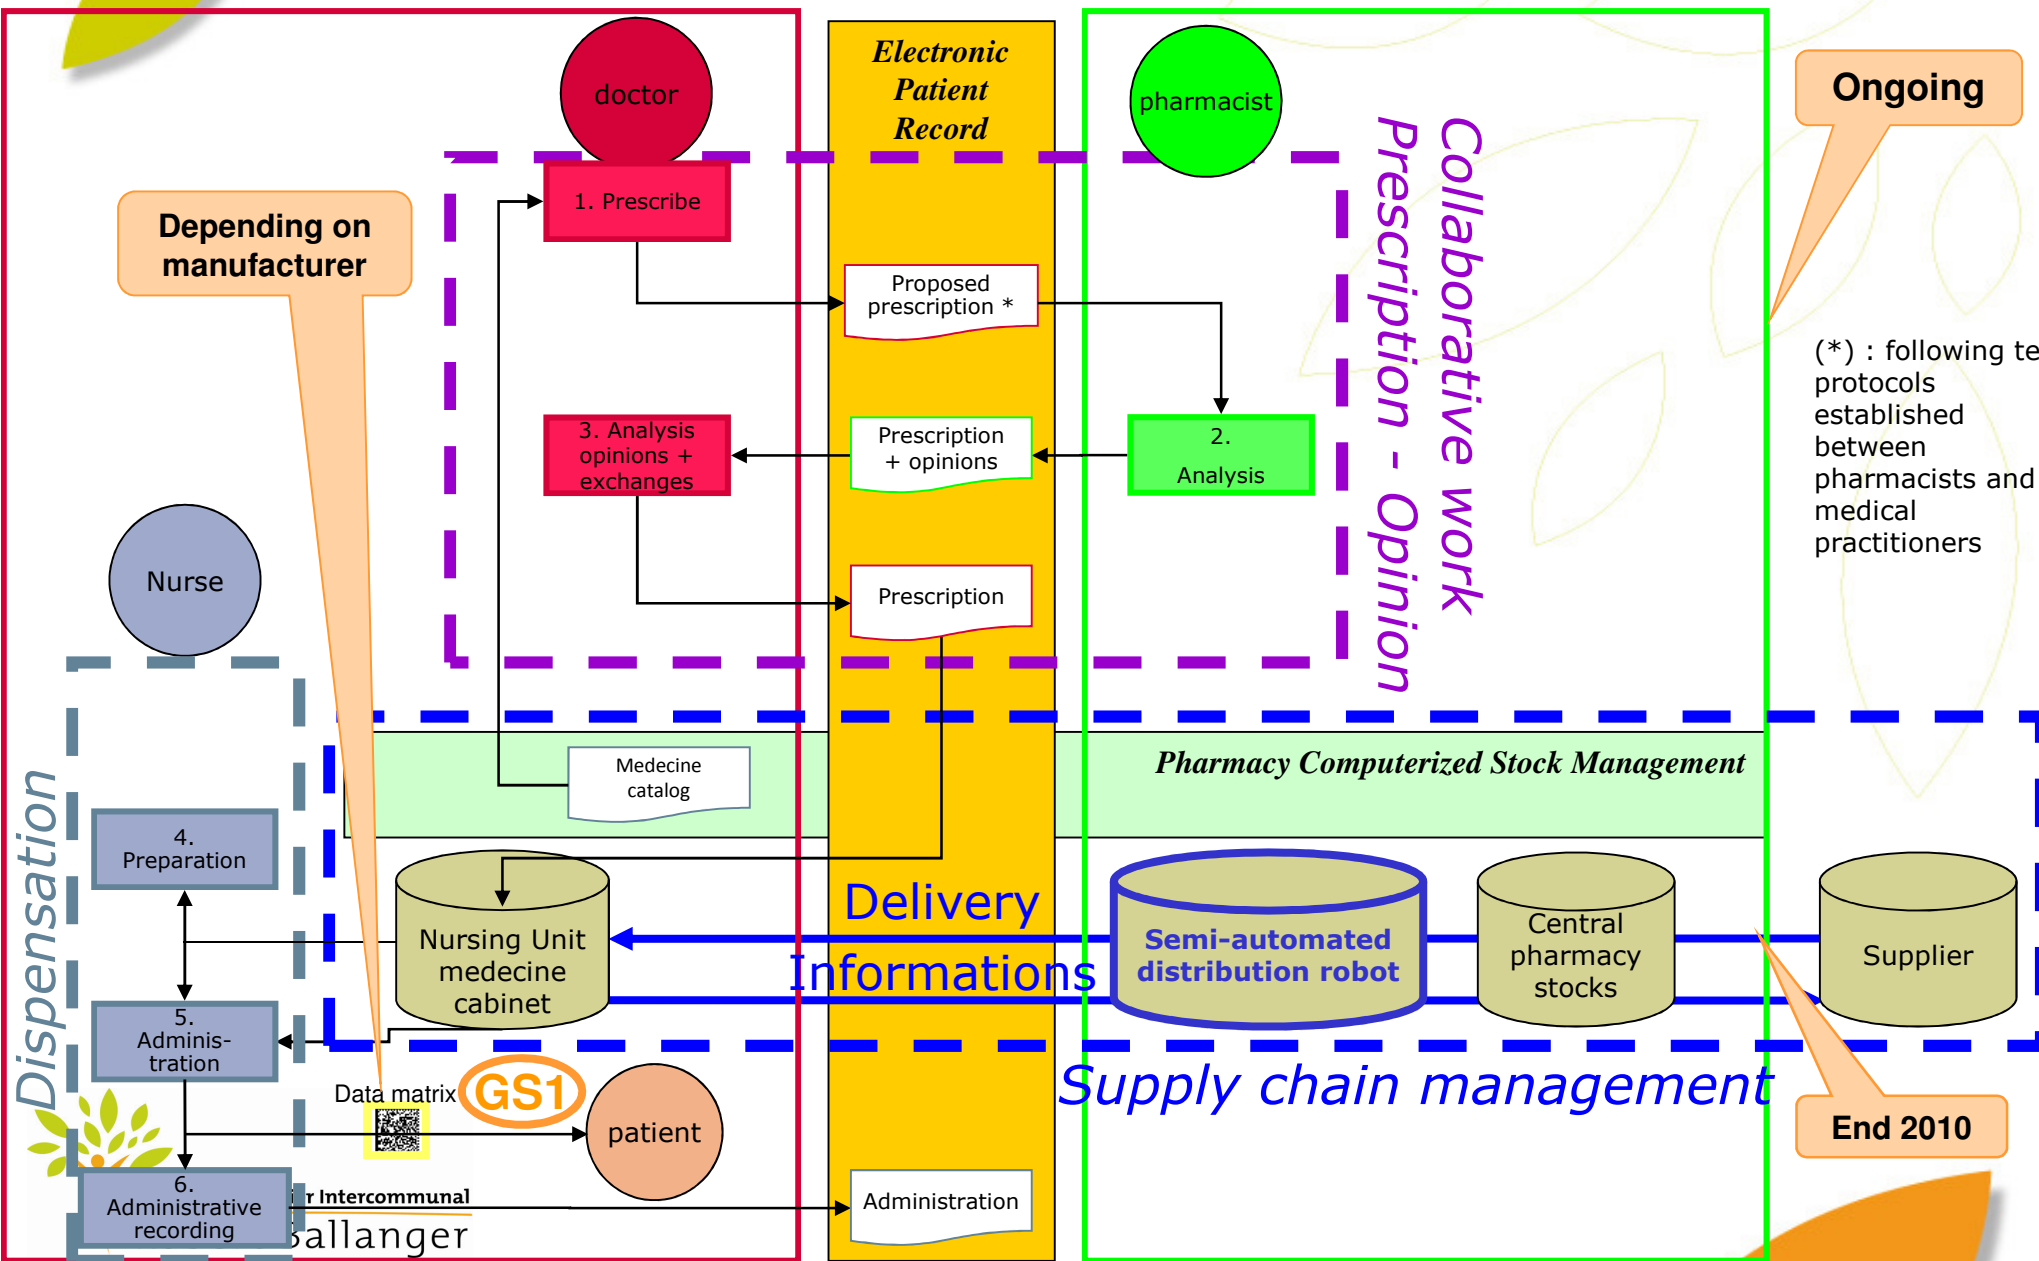 doctor
Electronic
Patient
Record
pharmacist
Ongoing
Depending on
manufacturer
1. Prescribe
Proposed
prescription *
Collaborative work
Prescription - Opinion
(*) : following te
protocols
established
between
pharmacists and
medical
practitioners
3. Analysis
opinions +
exchanges
Prescription
+ opinions
2.
Analysis
Nurse
Prescription
Medecine
catalog
Pharmacy Computerized Stock Management
Dispensation
4.
Preparation
Nursing Unit
medecine
cabinet
Delivery
Informations
Semi-automated
distribution robot
Central
pharmacy
stocks
Supplier
5.
Adminis-
tration
Supply chain management
Data matrix
GS1
patient
End 2010
6.
Administrative
recording
r Intercommunal
Ballanger
Administration